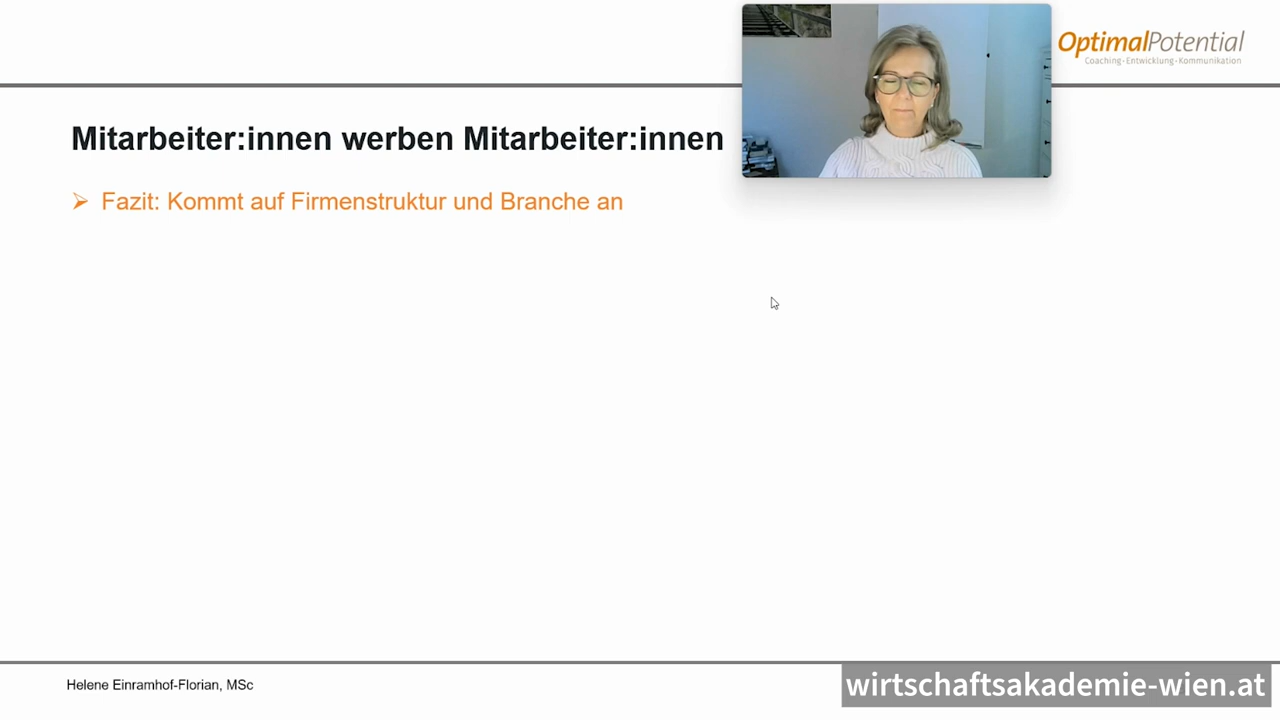 OptimalPotential
Coaching・Entwicklung・Kommunikation
Mitarbeiter:innen werben Mitarbeiter:innen
➢ Fazit: Kommt auf Firmenstruktur und Branche an
Helene Einramhof-Florian, MSc
wirtschaftsakademie-wien.at